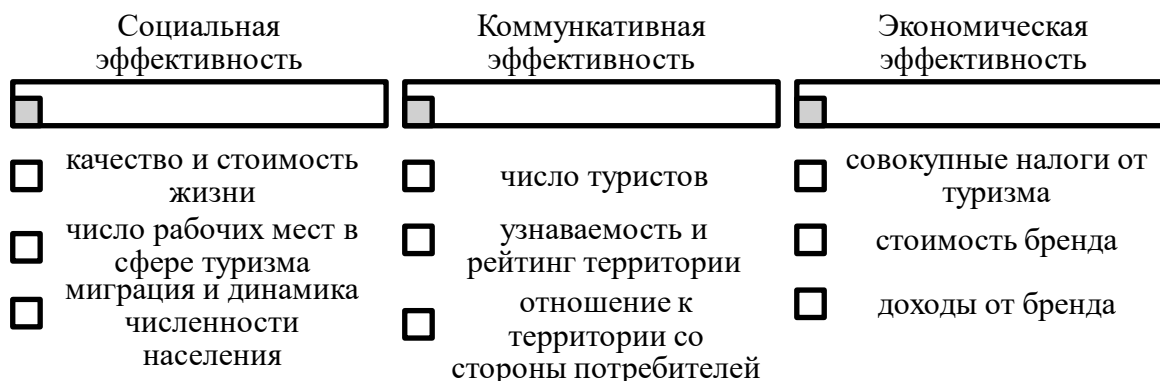 Социальная
эффективность
качество и стоимость
жизни
число рабочих мест в
сфере туризма
миграция и динамика
численности
населения
Коммункативная
эффективность
число туристов
узнаваемость и
рейтинг территории
отношение к
территории со
стороны потребителей
Экономическая
эффективность
совокупные налоги от
туризма
стоимость бренда
доходы от бренда